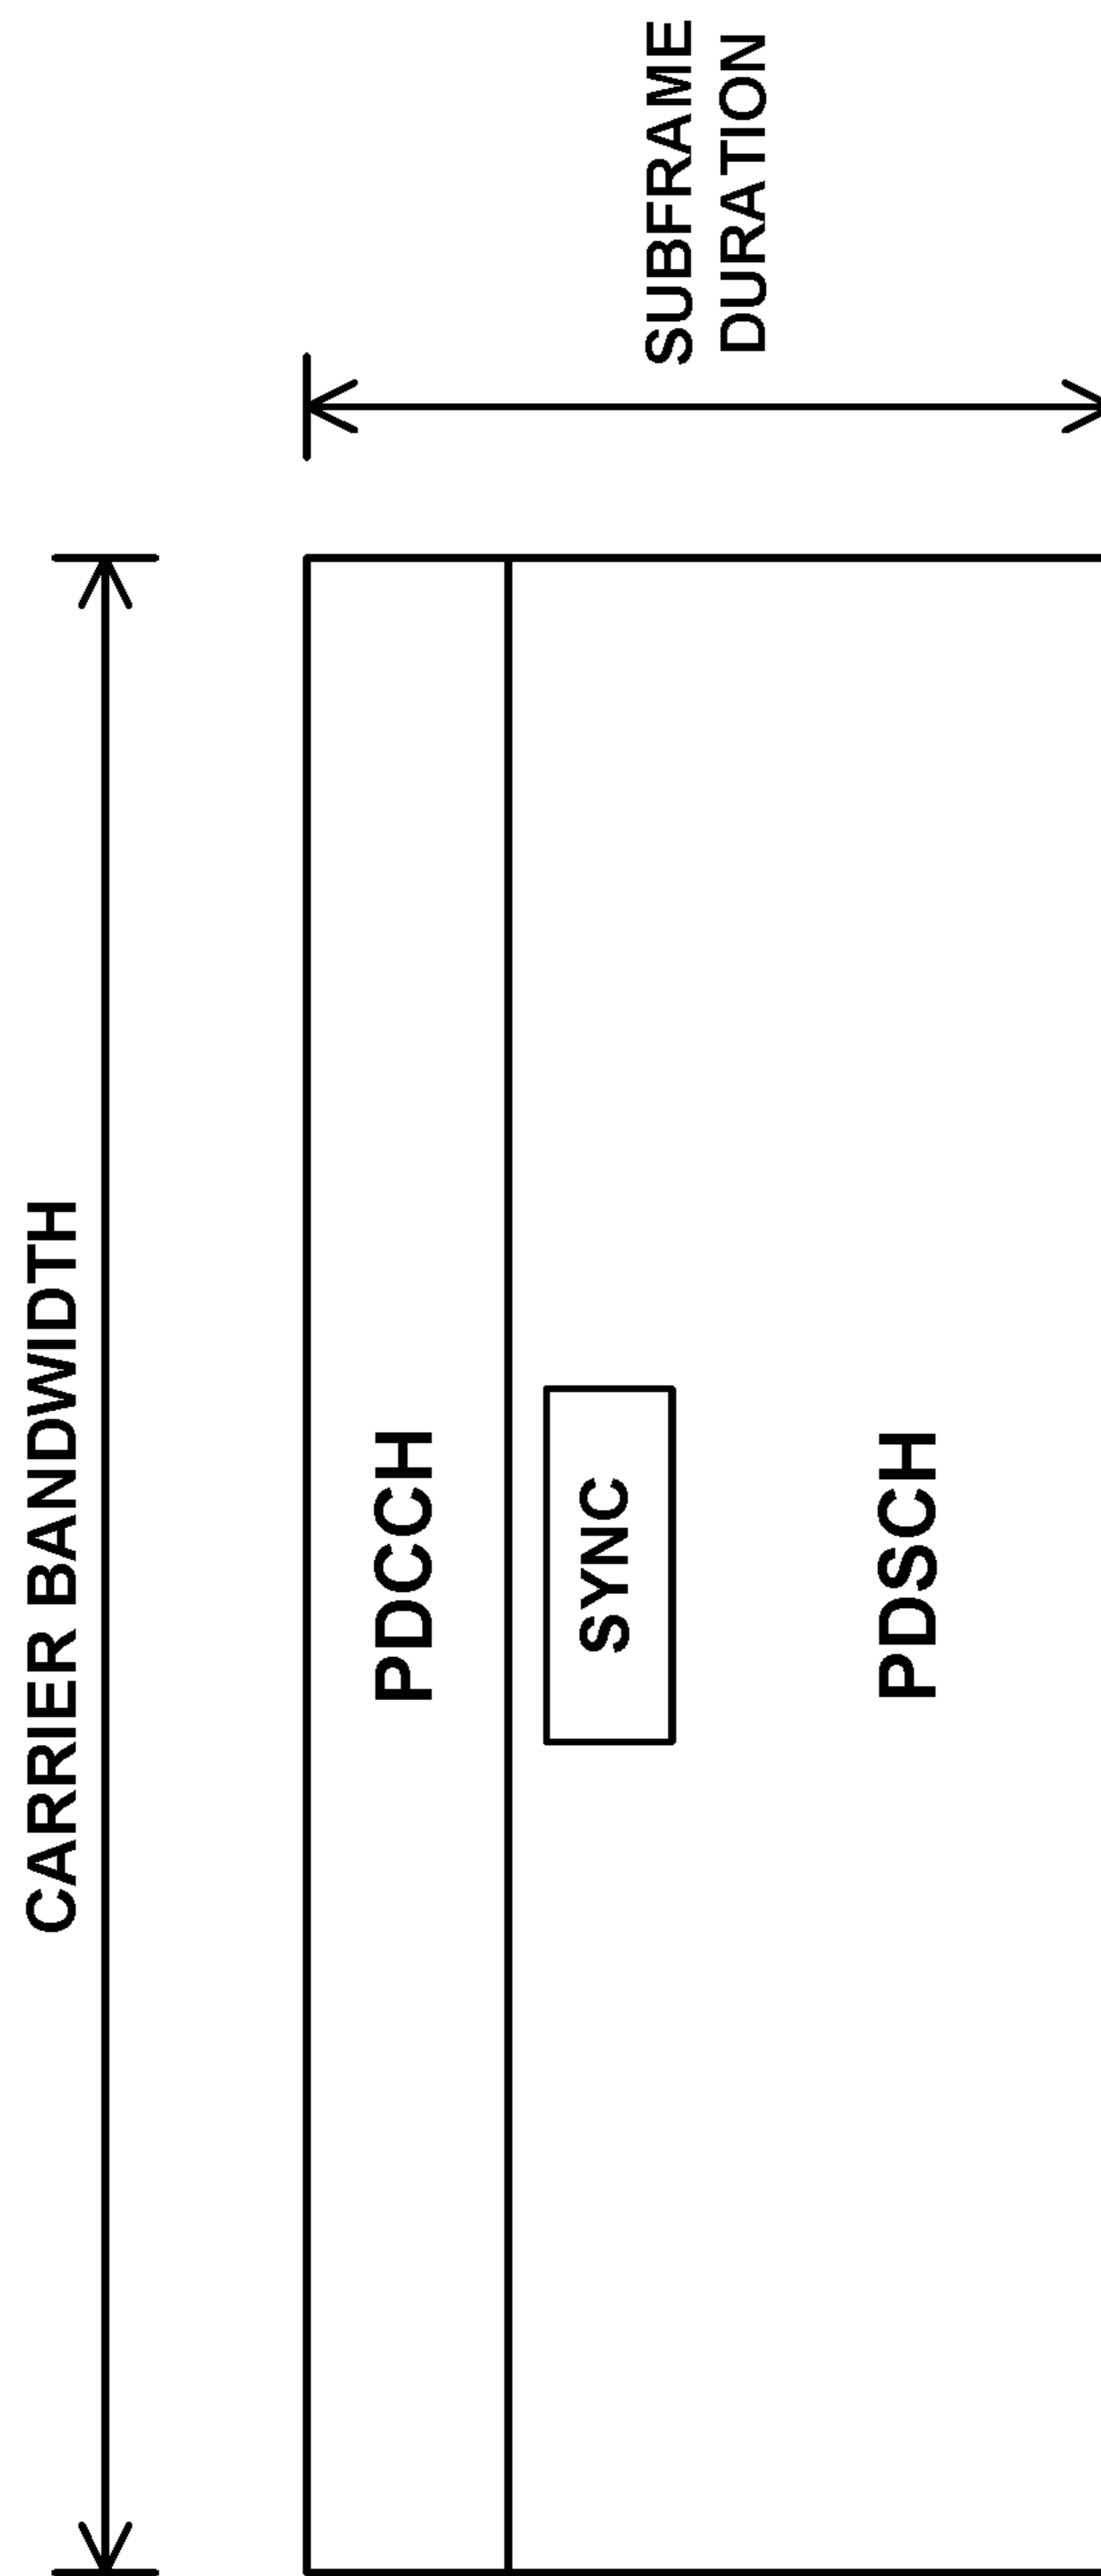 CARRIER BANDWIDTH
PDCCH
SYNC
PDSCH
SUBFRAME
DURATION